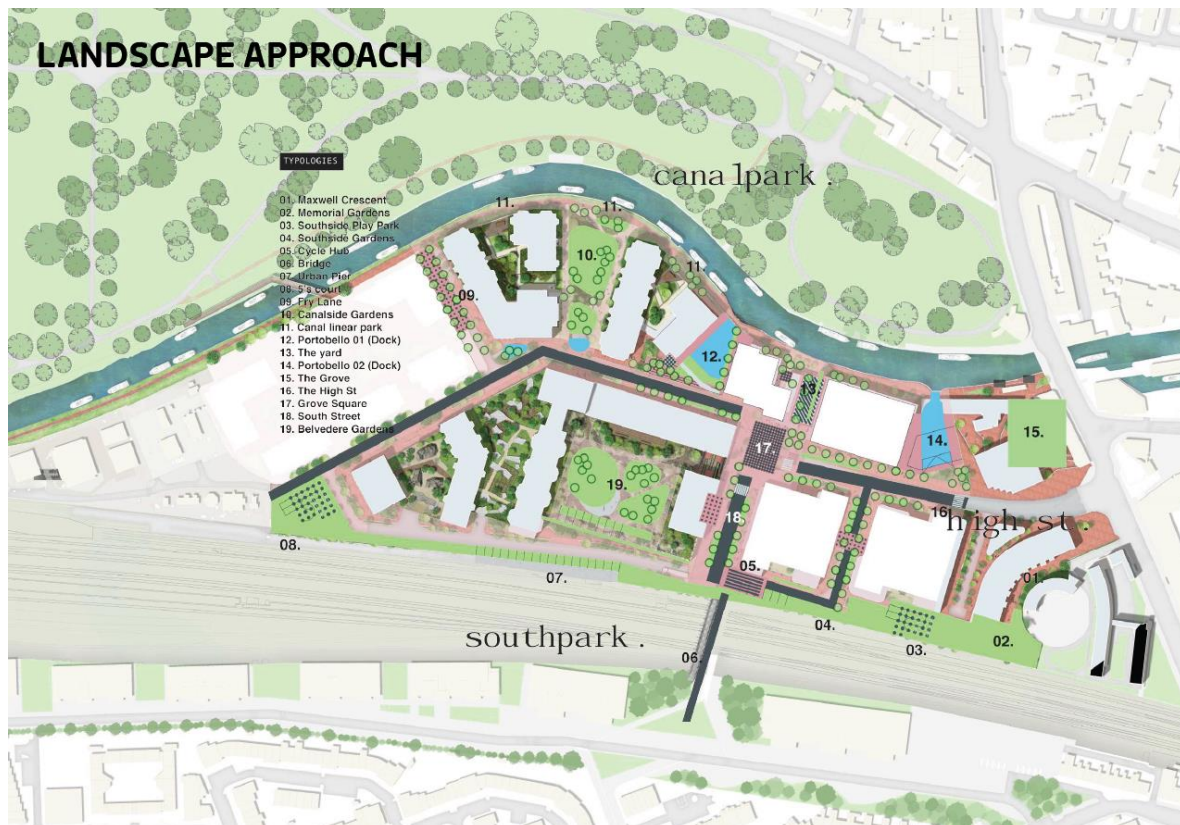 LANDSCAPE APPROACH
TYPOLOGIES
01. Maxwell Crescent
02. Memorial Gardens
03. Southside Play Park
04. Southside Gardens
05. Cycle Hub
06. Bridge
07. Urban Pier
08. 5's court
09. Fry Lane
10. Canalside Gardens
11. Canal linear park
12. Portobello 01 (Dock)
13. The yard
14. Portobello 02 (Dock)
15. The Grove
16. The High St
17. Grove Square
18. South Street
19. Belvedere Gardens
canalpark.
11.
11.
10.
11
09.
12.
13.
15.
14.
17.
19.
18.
16
high st
08.
05.
07.
01.
04.
02.
03.
southpark.
06.